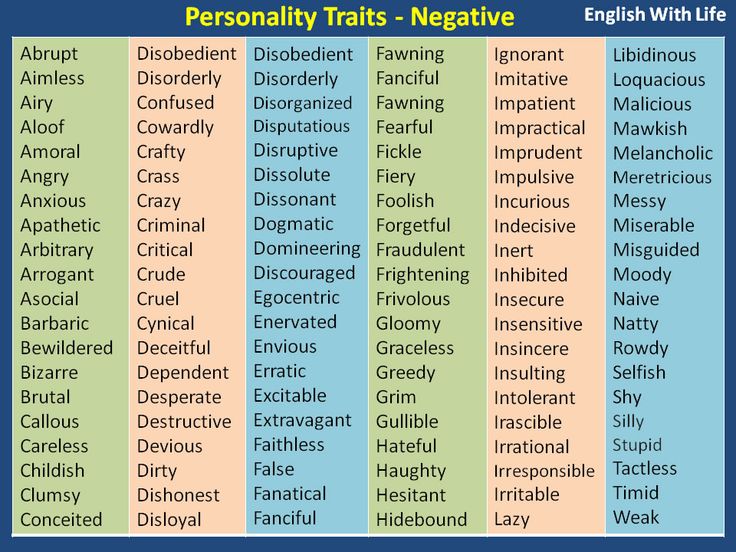 Personality Traits - Negative
English With Life
Abrupt
Aimless
Airy
Aloof
Amoral
Angry
Anxious
Apathetic
Arbitrary
Arrogant
Asocial
Barbaric
Bewildered
Bizarre
Brutal
Callous
Careless
Childish
Clumsy
Conceited
Disobedient
Disorderly
Confused
Cowardly
Crafty
Crass
Crazy
Criminal
Critical
Crude
Cruel
Cynical
Deceitful
Dependent
Desperate
Destructive
Devious
Dirty
Dishonest
Disloyal
Disobedient
Disorderly
Disorganized
Disputatious
Disruptive
Dissolute
Dissonant
Dogmatic
Domineering
Discouraged
Egocentric
Enervated
Envious
Erratic
Excitable
Extravagant
Faithless
False
Fanatical
Fanciful
Fawning
Fanciful
Fawning
Fearful
Fickle
Fiery
Foolish
Forgetful
Fraudulent
Frightening
Frivolous
Gloomy
Graceless
Greedy
Grim
Gullible
Hateful
Haughty
Hesitant
Hidebound
Ignorant
Imitative
Impatient
Impractical
Imprudent
Impulsive
Incurious
Indecisive
Inert
Inhibited
Insecure
Insensitive
Insincere
Insulting
Intolerant
Irascible
Irrational
Irresponsible
Irritable
Lazy
Libidinous
Loquacious
Malicious
Mawkish
Melancholic
Meretricious
Messy
Miserable
Misguided
Moody
Naive
Natty
Rowdy
Selfish
Shy
Silly
Stupid
Tactless
Timid
Weak